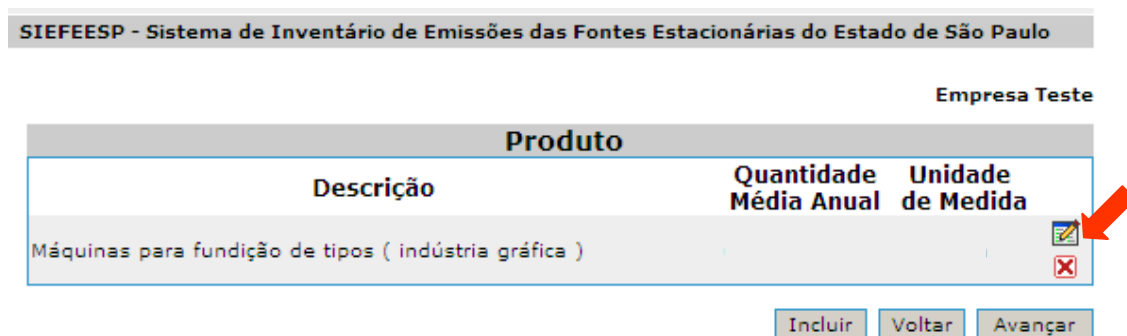 SIEFEESP - Sistema de Inventário de Emissões das Fontes Estacionárias do Estado de São Paulo
Empresa Teste
Produto
Descrição Quantidade Média Anual Unidade de Medida
Máquinas para fundição de tipos ( indústria gráfica )
Incluir Voltar Avançar